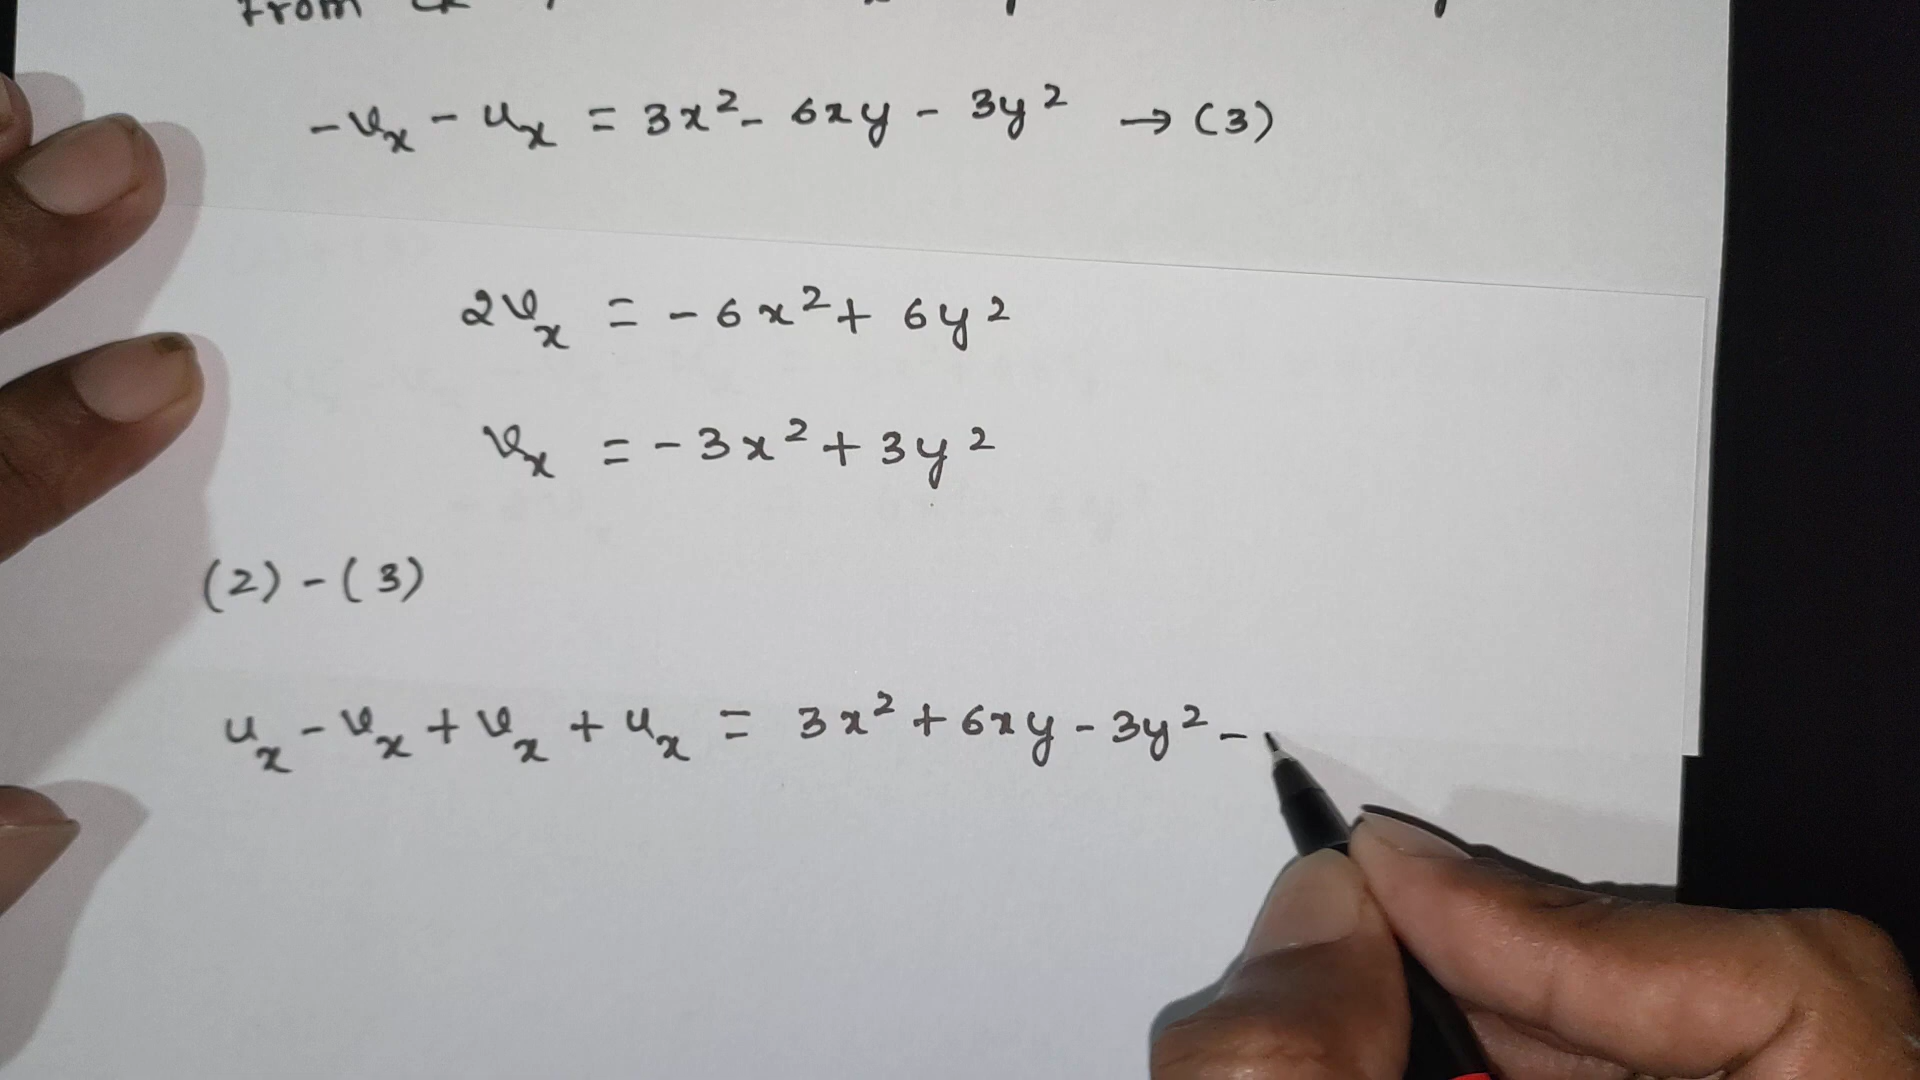 From
-vₓ - uₓ = 3x² - 6xy - 3y² → (3)
2vₓ = -6x² + 6y²
vₓ = -3x² + 3y²
(2) - (3)
uₓ - vₓ + vₓ + uₓ = 3x² + 6xy - 3y² -